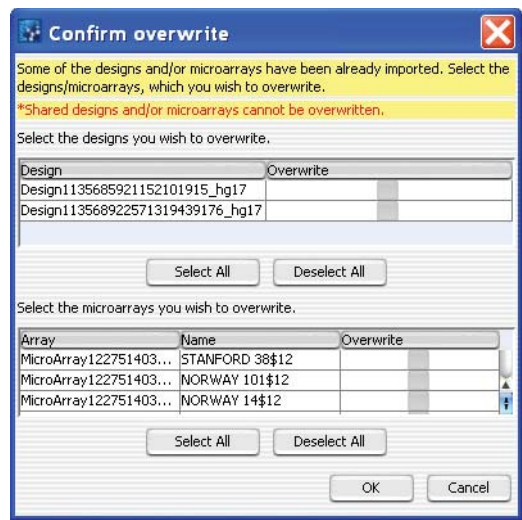 Confirm overwrite
Some of the designs and/or microarrays have been already imported. Select the
designs/microarrays, which you wish to overwrite.
*Shared designs and/or microarrays cannot be overwritten.
Select the designs you wish to overwrite.
Design Overwrite
Design1135685921152101915_hg17
Design113568922571319439176_hg17
Select All Deselect All
Select the microarrays you wish to overwrite.
Array Name Overwrite
MicroArray122751403... STANFORD 38$12
MicroArray122751403... NORWAY 101$12
MicroArray122751403... NORWAY 14$12
Select All Deselect All
OK Cancel